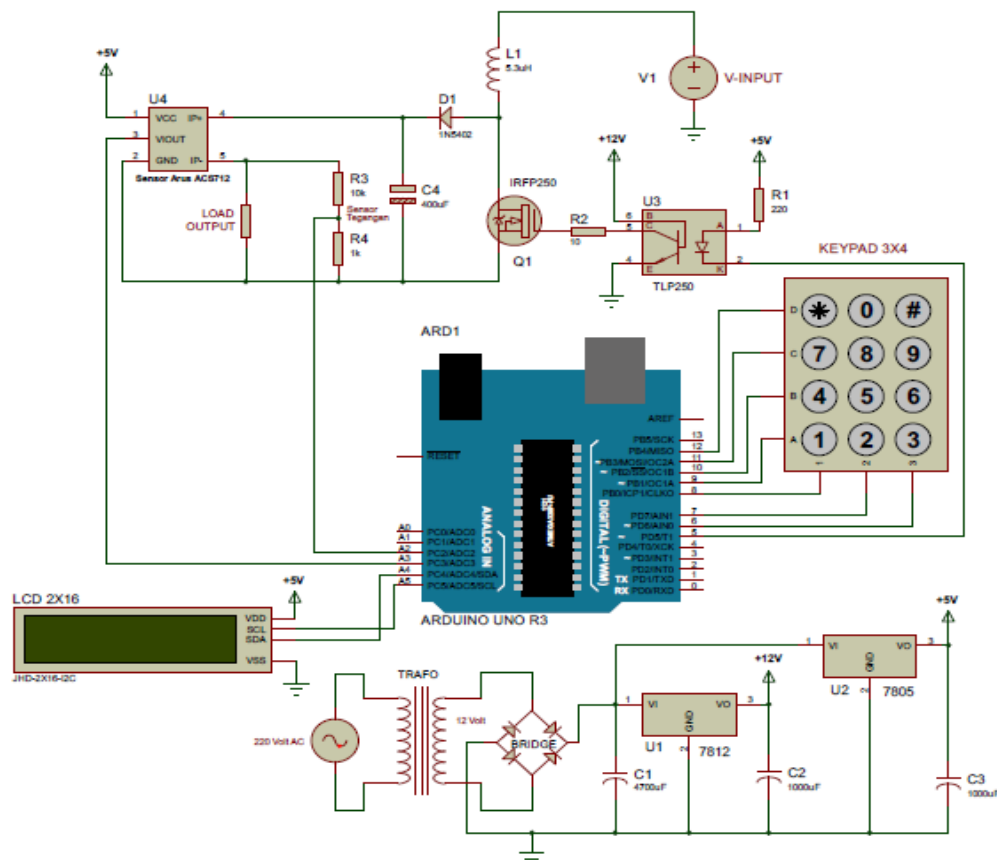 +5V
U4
1 VCC IP+ 4
3 VIOUT
2 GND IP- 5
Sensor Arus ACS712
LOAD
OUTPUT
R3
10k
Sensor
Tegangan
R4
1k
D1
1N5402
C4
400uF
L1
5.3uH
V1
V-INPUT
IRFP250
Q1
R2
10
+12V
U3
6 B
5 C
4 E
A 1
K 2
TLP250
+5V
R1
220
KEYPAD 3X4
D
C
B
A
0 #
7 8 9
4 5 6
1 2 3
1 2 3
ARD1
RESET
AREF
PB5/SCK 13
PB4/MISO 12
~PB3/MOSI/OC2A 11
~PB2/SS/OC1B 10
~PB1/OC1A 9
PB0/ICP1/CLKO 8
PD7/AIN1 7
~PD6/AIN0 6
~PD5/T1 5
PD4/T0/XCK 4
~PD3/INT1 3
PD2/INT0 2
TX PD1/TXD 1
RX PD0/RXD 0
DIGITAL (~PWM)
ANALOG IN
A0 PC0/ADC0
A1 PC1/ADC1
A2 PC2/ADC2
A3 PC3/ADC3
A4 PC4/ADC4/SDA
A5 PC5/ADC5/SCL
ARDUINO UNO R3
LCD 2X16
+5V
VDD
SCL
SDA
VSS
JHD-2X16-I2C
TRAFO
220 Volt AC
12 Volt
BRIDGE
1 VI VO 3
GND
2
U1 7812
+12V
1 VI VO 3
GND
2
U2 7805
+5V
C1
4700uF
C2
1000uF
C3
1000uF